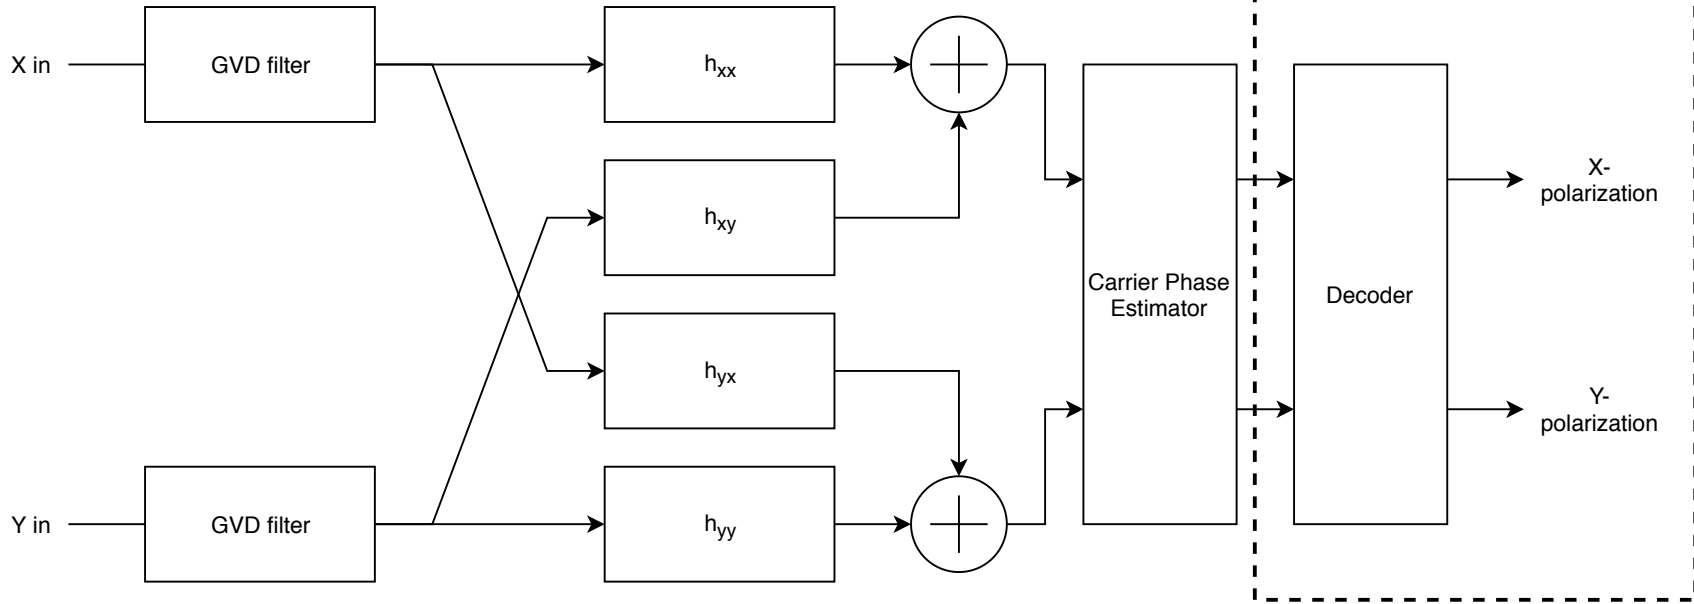 X in
GVD filter
hxx
hxy
hyx
Y in
GVD filter
hyy
Carrier Phase
Estimator
Decoder
X-
polarization
Y-
polarization